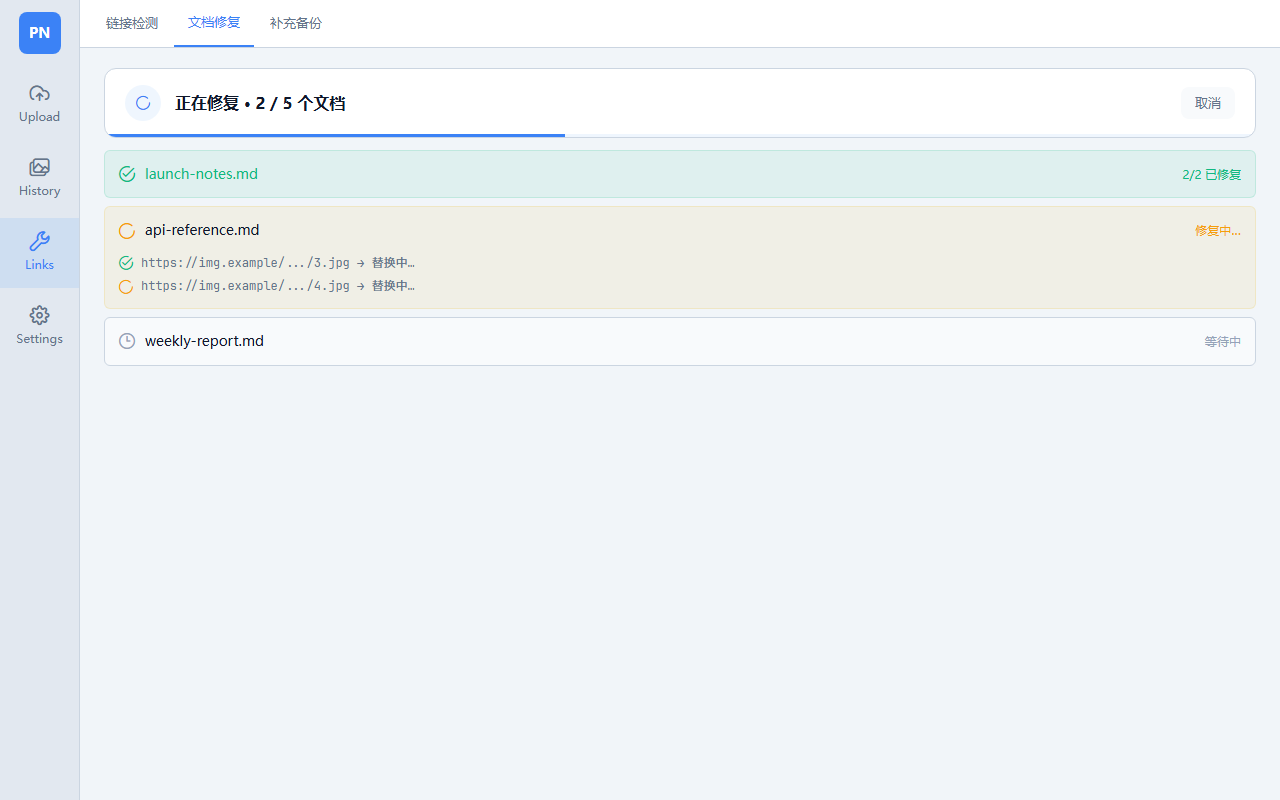 PN
Upload
History
Links
Settings
链接检测
文档修复
补充备份
正在修复 • 2 / 5 个文档
取消
launch-notes.md
2/2 已修复
api-reference.md
修复中...
https://img.example/.../3.jpg → 替换中…
https://img.example/.../4.jpg → 替换中…
weekly-report.md
等待中